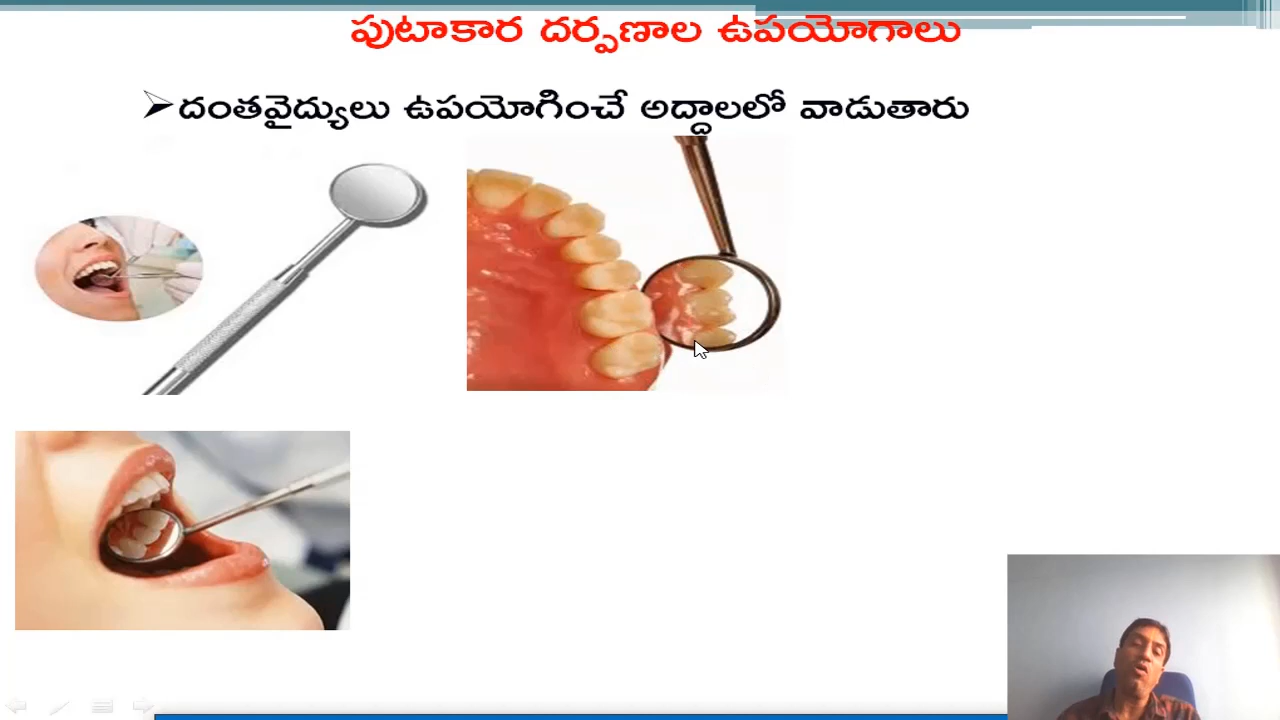 పుటాకార దర్పణాల ఉపయోగాలు
దంతవైద్యులు ఉపయోగించే అద్దాలలో వాడుతారు